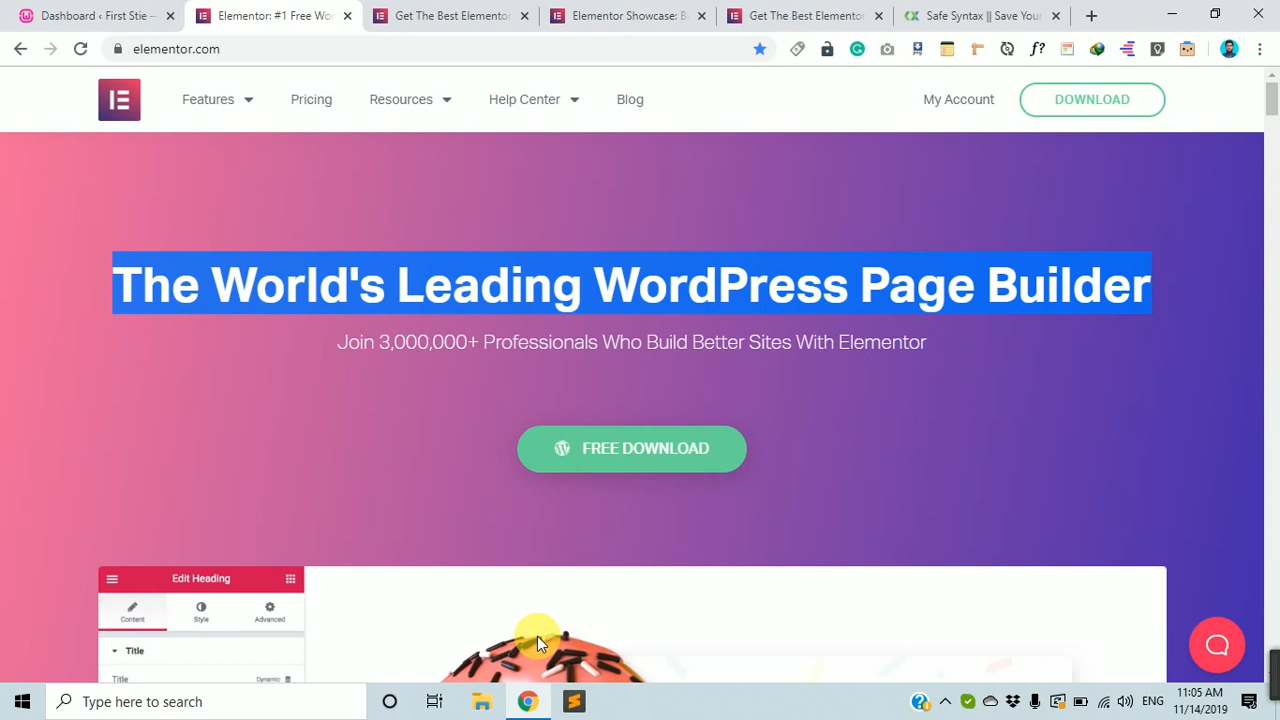 Dashboard ‹ First Stie —
Elementor: #1 Free Wor
Get The Best Elementor
Elementor Showcase: Be
Get The Best Elementor
Safe Syntax || Save You
elementor.com
Features
Pricing
Resources
Help Center
Blog
My Account
DOWNLOAD
The World's Leading WordPress Page Builder
Join 3,000,000+ Professionals Who Build Better Sites With Elementor
FREE DOWNLOAD
Edit Heading
Content
Style
Advanced
Title
Title
Dynamic
Type here to search
ENG
11:05 AM
11/14/2019